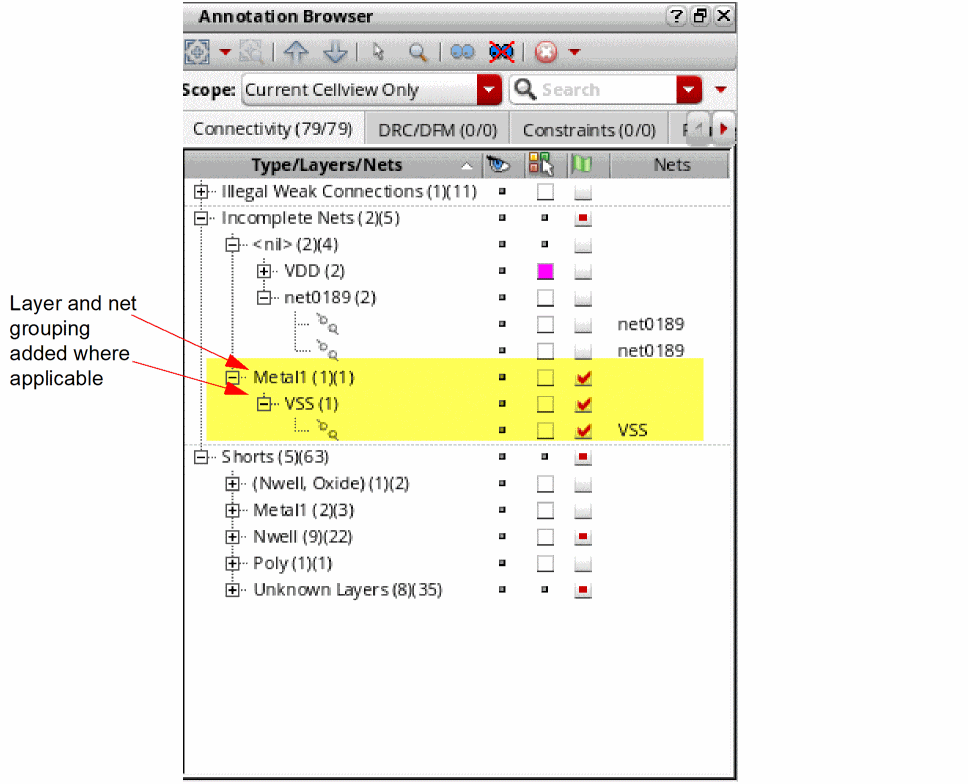 Annotation Browser
Scope: Current Cellview Only Search
Connectivity (79/79) DRC/DFM (0/0) Constraints (0/0)
Type/Layers/Nets Nets
Illegal Weak Connections (1)(11)
Incomplete Nets (2)(5)
<nil> (2)(4)
VDD (2)
net0189 (2)
net0189
net0189
Layer and net
grouping
added where
applicable
Metal1 (1)(1)
VSS (1)
VSS
Shorts (5)(63)
(Nwell, Oxide) (1)(2)
Metal1 (2)(3)
Nwell (9)(22)
Poly (1)(1)
Unknown Layers (8)(35)